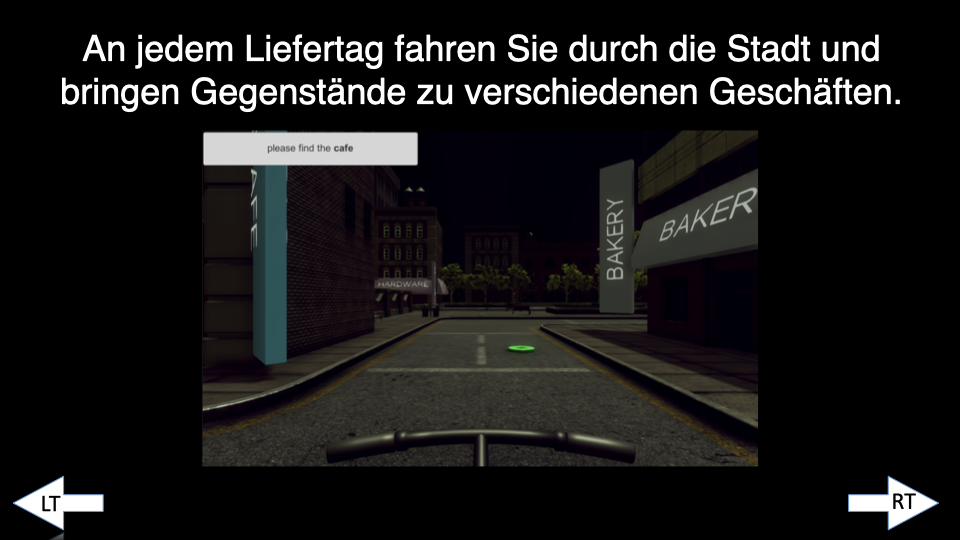 An jedem Liefertag fahren Sie durch die Stadt und
bringen Gegenstände zu verschiedenen Geschäften.
please find the cafe
AFE
HARDWARE
BAKERY
BAKER
LT
RT